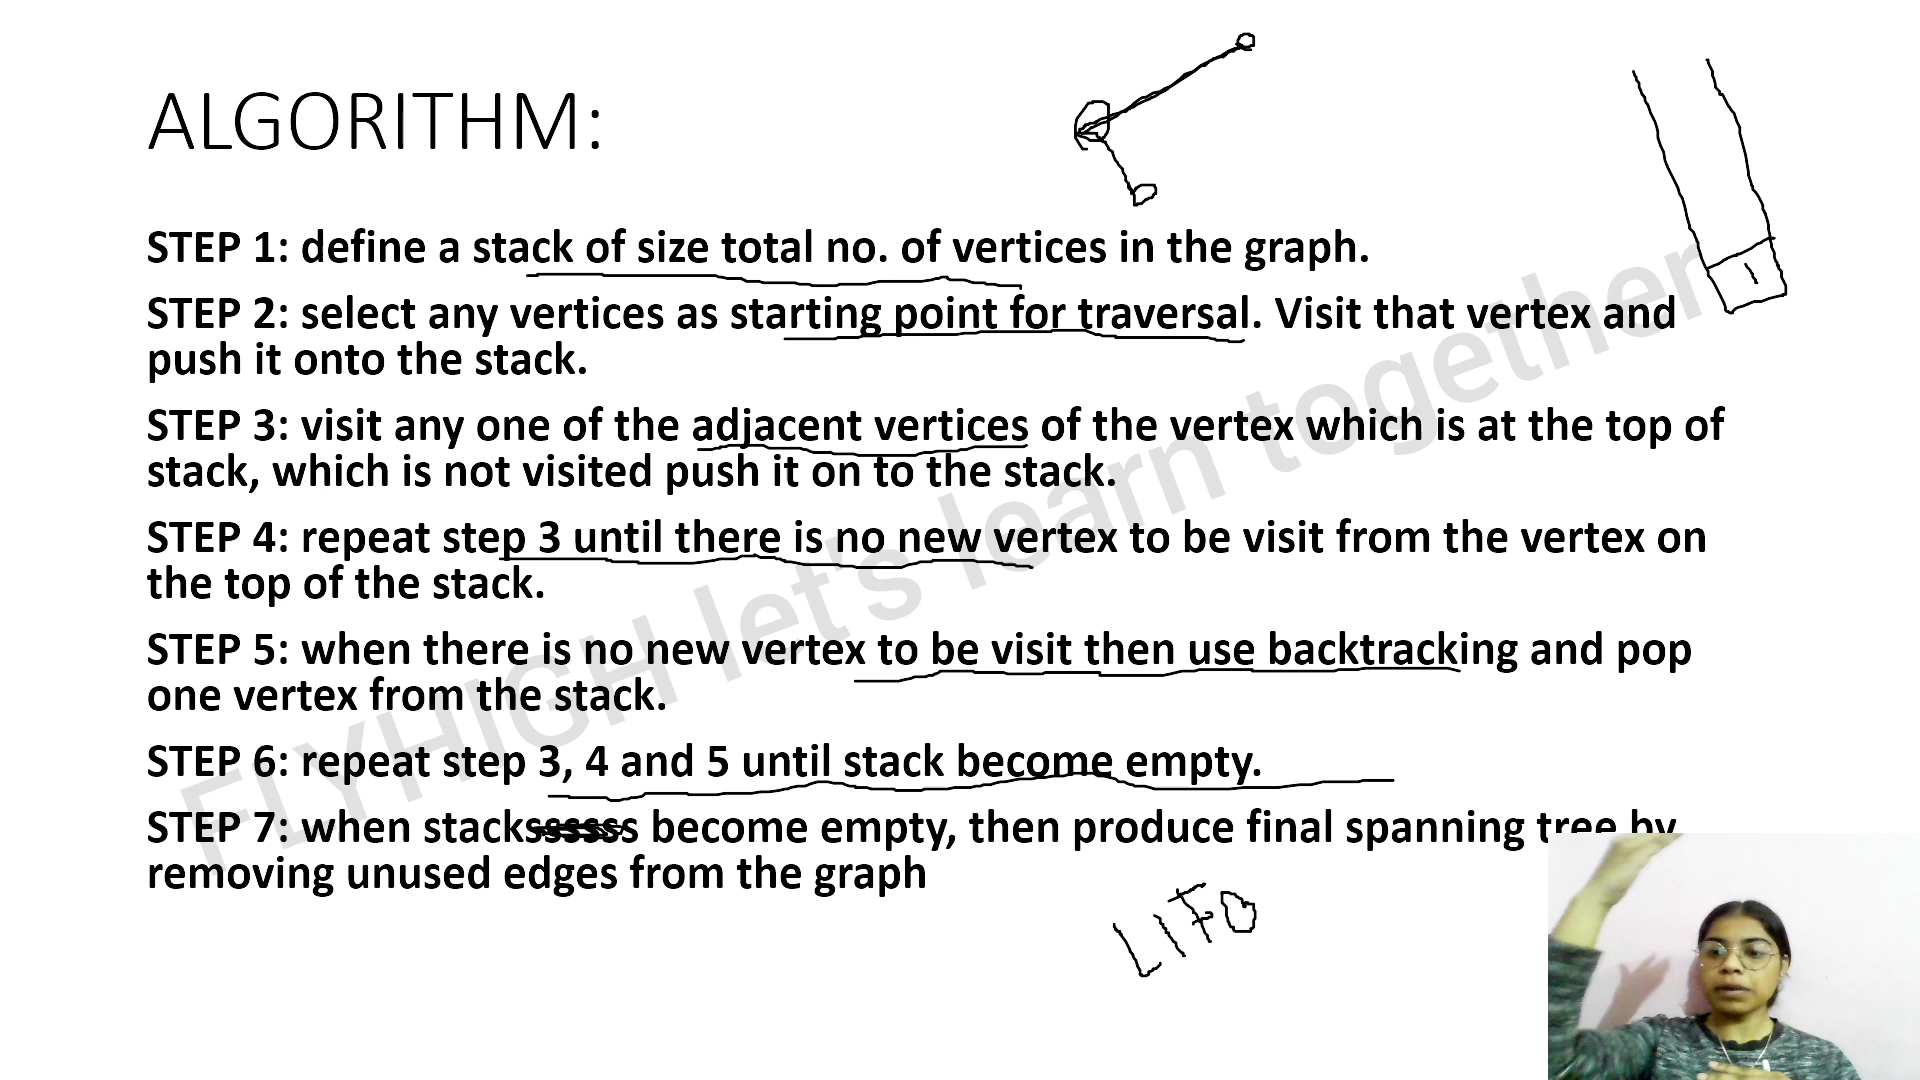 ALGORITHM:
STEP 1: define a stack of size total no. of vertices in the graph.
STEP 2: select any vertices as starting point for traversal. Visit that vertex and
push it onto the stack.
STEP 3: visit any one of the adjacent vertices of the vertex which is at the top of
stack, which is not visited push it on to the stack.
STEP 4: repeat step 3 until there is no new vertex to be visit from the vertex on
the top of the stack.
STEP 5: when there is no new vertex to be visit then use backtracking and pop
one vertex from the stack.
STEP 6: repeat step 3, 4 and 5 until stack become empty.
STEP 7: when stackssssss become empty, then produce final spanning tree by
removing unused edges from the graph
LIFO
1
FLYHIGH let's learn together